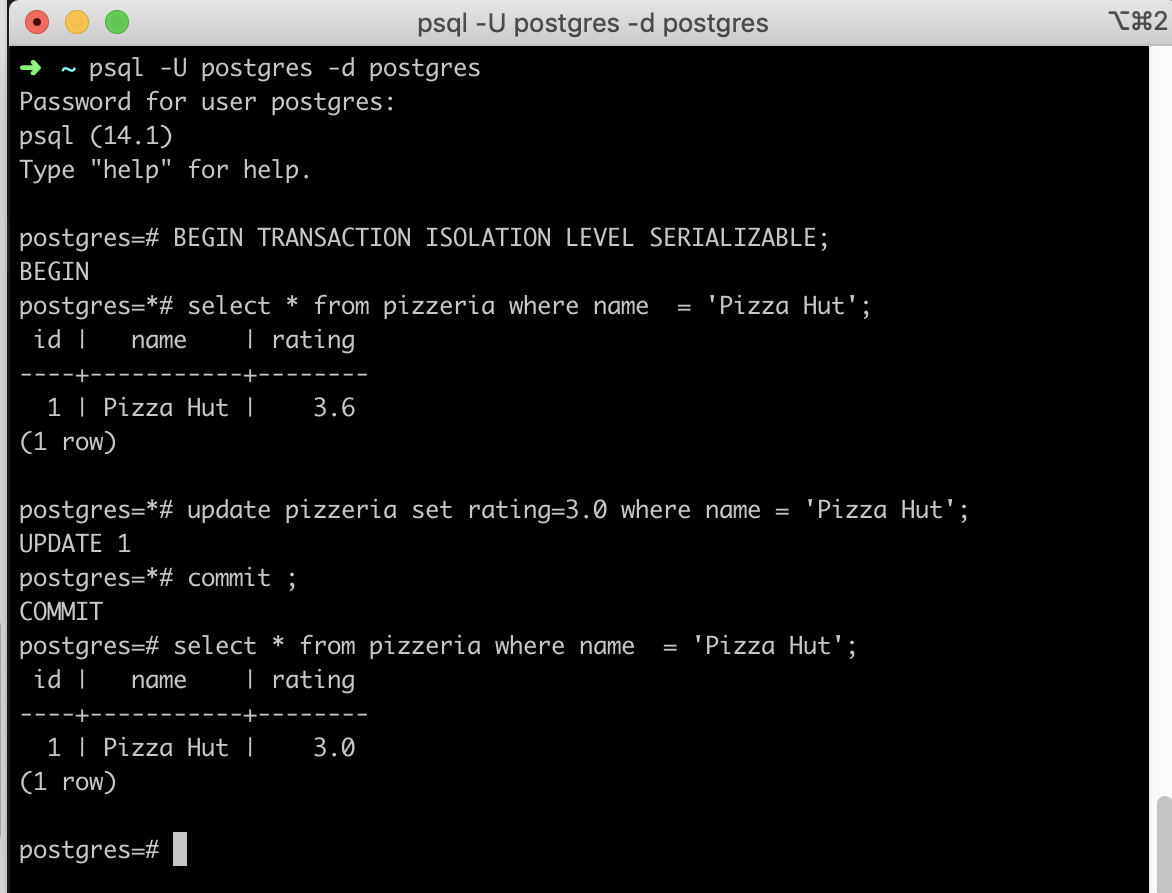 psql -U postgres -d postgres ⌥⌘2
➜ ~ psql -U postgres -d postgres
Password for user postgres:
psql (14.1)
Type "help" for help.
postgres=# BEGIN TRANSACTION ISOLATION LEVEL SERIALIZABLE;
BEGIN
postgres=*# select * from pizzeria where name  = 'Pizza Hut';
 id |   name    | rating
----+-----------+--------
  1 | Pizza Hut |    3.6
(1 row)
postgres=*# update pizzeria set rating=3.0 where name = 'Pizza Hut';
UPDATE 1
postgres=*# commit ;
COMMIT
postgres=# select * from pizzeria where name  = 'Pizza Hut';
 id |   name    | rating
----+-----------+--------
  1 | Pizza Hut |    3.0
(1 row)
postgres=#